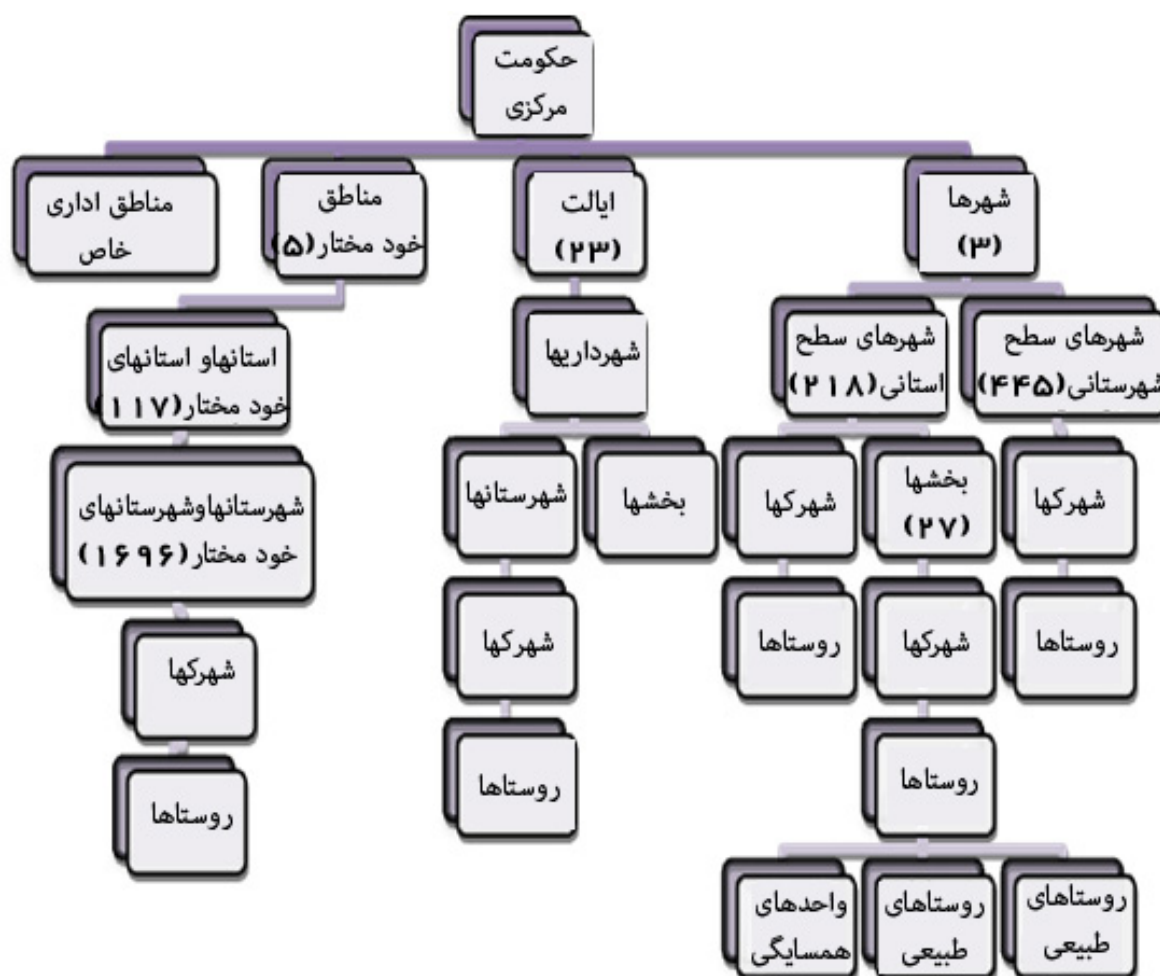 حکومت
مرکزی
شهرها
(۳)
ایالت
(۲۳)
مناطق
خود مختار(۵)
مناطق اداری
خاص
شهرهای سطح
شهرستانی(۴۴۵)
شهرهای سطح
استانی(۲۱۸)
شهرداریها
استانهاو استانهای
خود مختار(۱۱۷)
شهرکها
بخشها
(۲۷)
شهرکها
بخشها
شهرستانها
شهرستانهاوشهرستانهای
خود مختار(۱۶۹۶)
روستاها
شهرکها
روستاها
شهرکها
شهرکها
روستاها
روستاها
روستاها
روستاهای
طبیعی
روستاهای
طبیعی
واحدهای
همسایگی